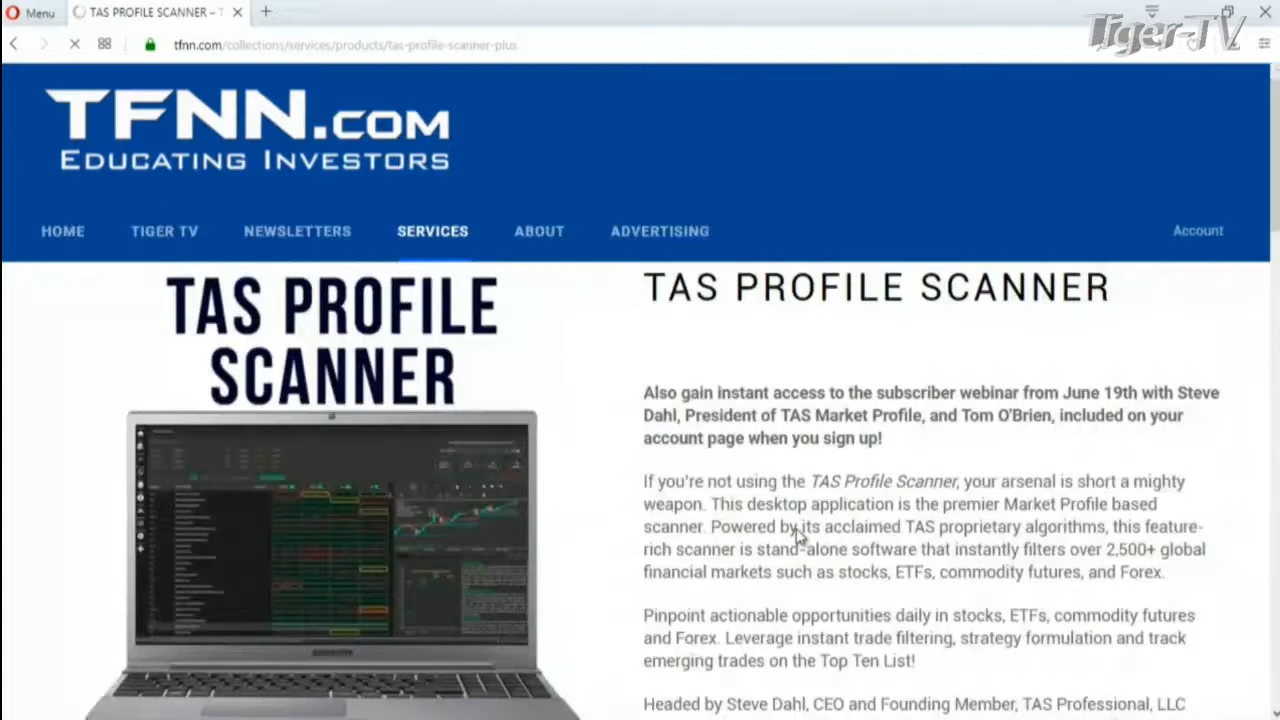 Menu
TAS PROFILE SCANNER – T
Tiger-TV
tfnn.com/collections/services/products/tas-profile-scanner-plus
TFNN.COM
EDUCATING INVESTORS
HOME TIGER TV NEWSLETTERS SERVICES ABOUT ADVERTISING Account
TAS PROFILE
SCANNER
TAS PROFILE SCANNER
Also gain instant access to the subscriber webinar from June 19th with Steve
Dahl, President of TAS Market Profile, and Tom O'Brien, included on your
account page when you sign up!
If you're not using the TAS Profile Scanner, your arsenal is short a mighty
weapon. This desktop application is the premier Market Profile based
scanner. Powered by its acclaimed TAS proprietary algorithms, this feature-
rich scanner is stand-alone software that instantly filters over 2,500+ global
financial markets such as stocks, ETFs, commodity futures, and Forex.
Pinpoint actionable opportunities daily in stocks, ETFs, commodity futures
and Forex. Leverage instant trade filtering, strategy formulation and track
emerging trades on the Top Ten List!
Headed by Steve Dahl, CEO and Founding Member, TAS Professional, LLC